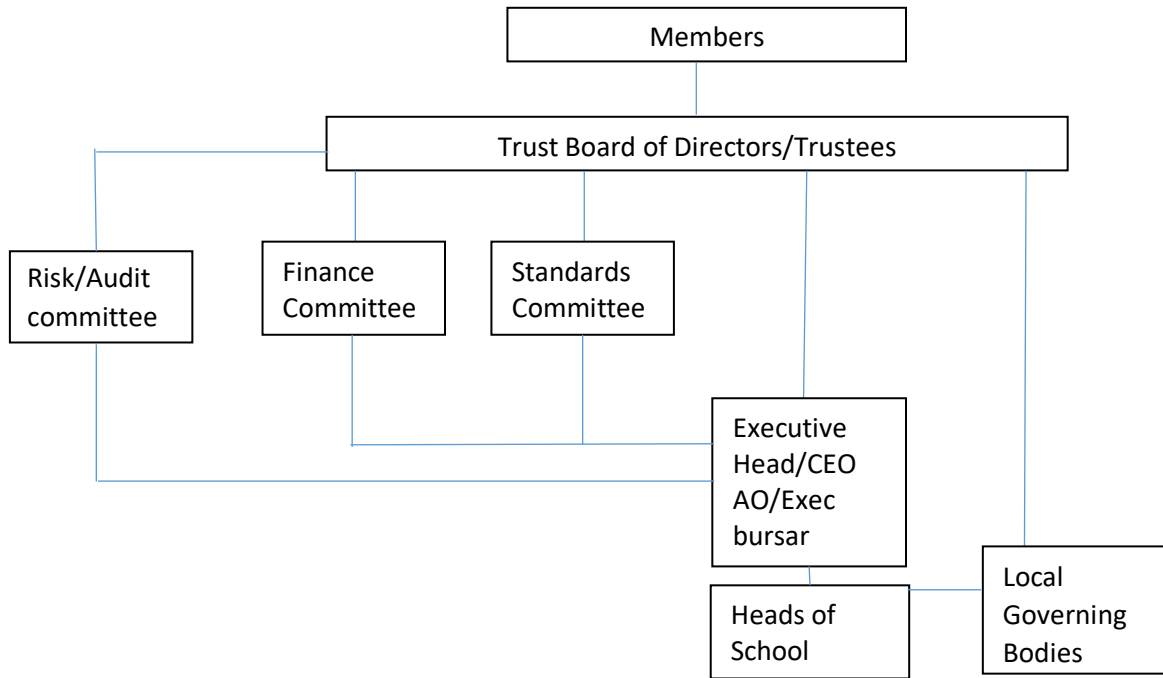 Members
Trust Board of Directors/Trustees
Risk/Audit
committee
Finance
Committee
Standards
Committee
Executive
Head/CEO
AO/Exec
bursar
Heads of
School
Local
Governing
Bodies